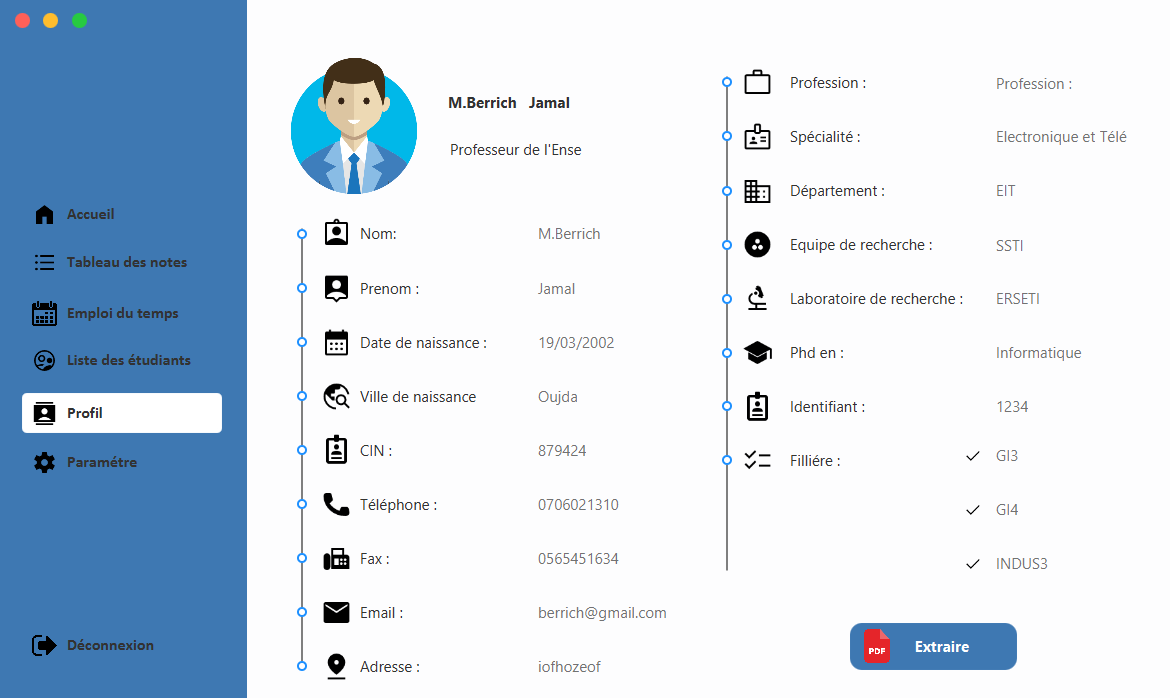 Accueil
Tableau des notes
Emploi du temps
Liste des étudiants
Profil
Paramétre
Déconnexion
M.Berrich Jamal
Professeur de l'Ense
Nom: M.Berrich
Prenom : Jamal
Date de naissance : 19/03/2002
Ville de naissance Oujda
CIN : 879424
Téléphone : 0706021310
Fax : 0565451634
Email : berrich@gmail.com
Adresse : iofhozeof
Profession : Profession :
Spécialité : Electronique et Télé
Département : EIT
Equipe de recherche : SSTI
Laboratoire de recherche : ERSETI
Phd en : Informatique
Identifiant : 1234
Filliére : GI3
GI4
INDUS3
PDF Extraire